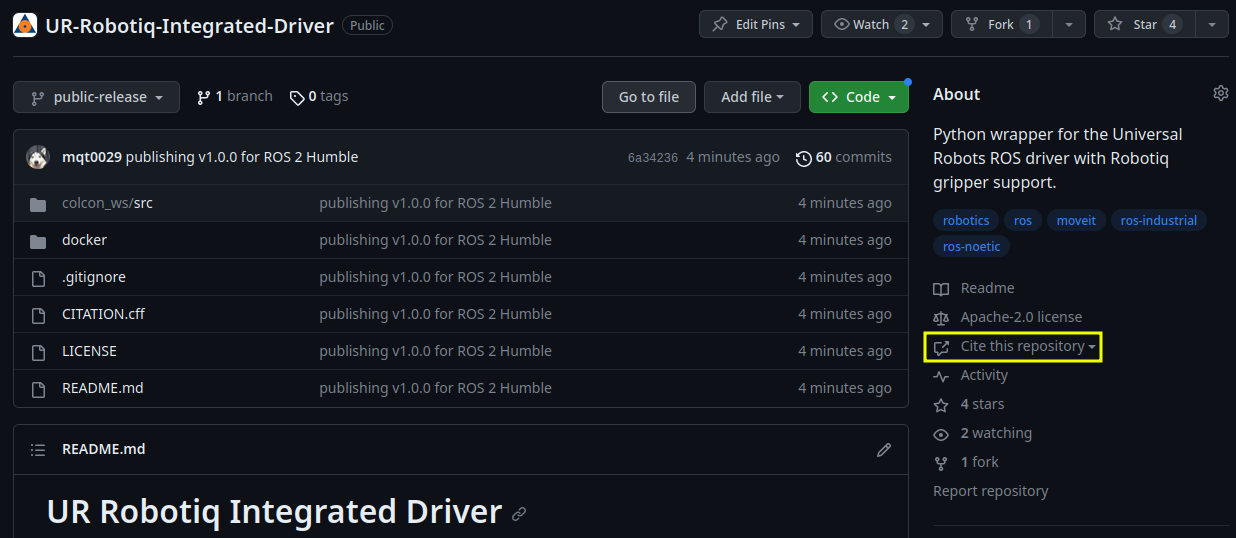 UR-Robotiq-Integrated-Driver Public
Edit Pins Watch 2 Fork 1 Star 4
public-release 1 branch 0 tags Go to file Add file <> Code
mqt0029 publishing v1.0.0 for ROS 2 Humble 6a34236 4 minutes ago 60 commits
colcon_ws/src publishing v1.0.0 for ROS 2 Humble 4 minutes ago
docker publishing v1.0.0 for ROS 2 Humble 4 minutes ago
.gitignore publishing v1.0.0 for ROS 2 Humble 4 minutes ago
CITATION.cff publishing v1.0.0 for ROS 2 Humble 4 minutes ago
LICENSE publishing v1.0.0 for ROS 2 Humble 4 minutes ago
README.md publishing v1.0.0 for ROS 2 Humble 4 minutes ago
README.md
UR Robotiq Integrated Driver
About
Python wrapper for the Universal
Robots ROS driver with Robotiq
gripper support.
robotics ros moveit ros-industrial
ros-noetic
Readme
Apache-2.0 license
Cite this repository
Activity
4 stars
2 watching
1 fork
Report repository